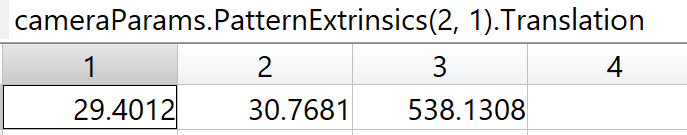 cameraParams.PatternExtrinsics(2, 1).Translation
1 2 3 4
29.4012 30.7681 538.1308